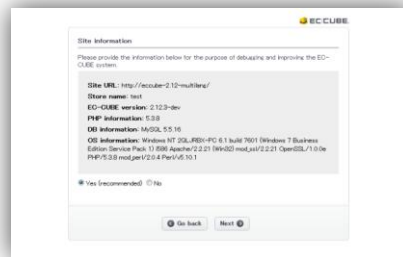 EC CUBE
Site Information
Please provide the information below for the purpose of debugging and improving the EC-
CUBE system.
Site URL: http://eccube-2.12-multilang/
Store name: test
EC-CUBE version: 2.12.3-dev
PHP information: 5.3.8
DB information: MySQL 5.5.16
OS information: Windows NT 6.1 build 7601 (Windows 7 Business
Edition Service Pack 1) i586 Apache/2.2.21 (Win32) mod_ssl/2.2.21 OpenSSL/1.0.0e
PHP/5.3.8 mod_perl/2.0.4 Perl/v5.10.1
Yes (recommended) No
Go back Next